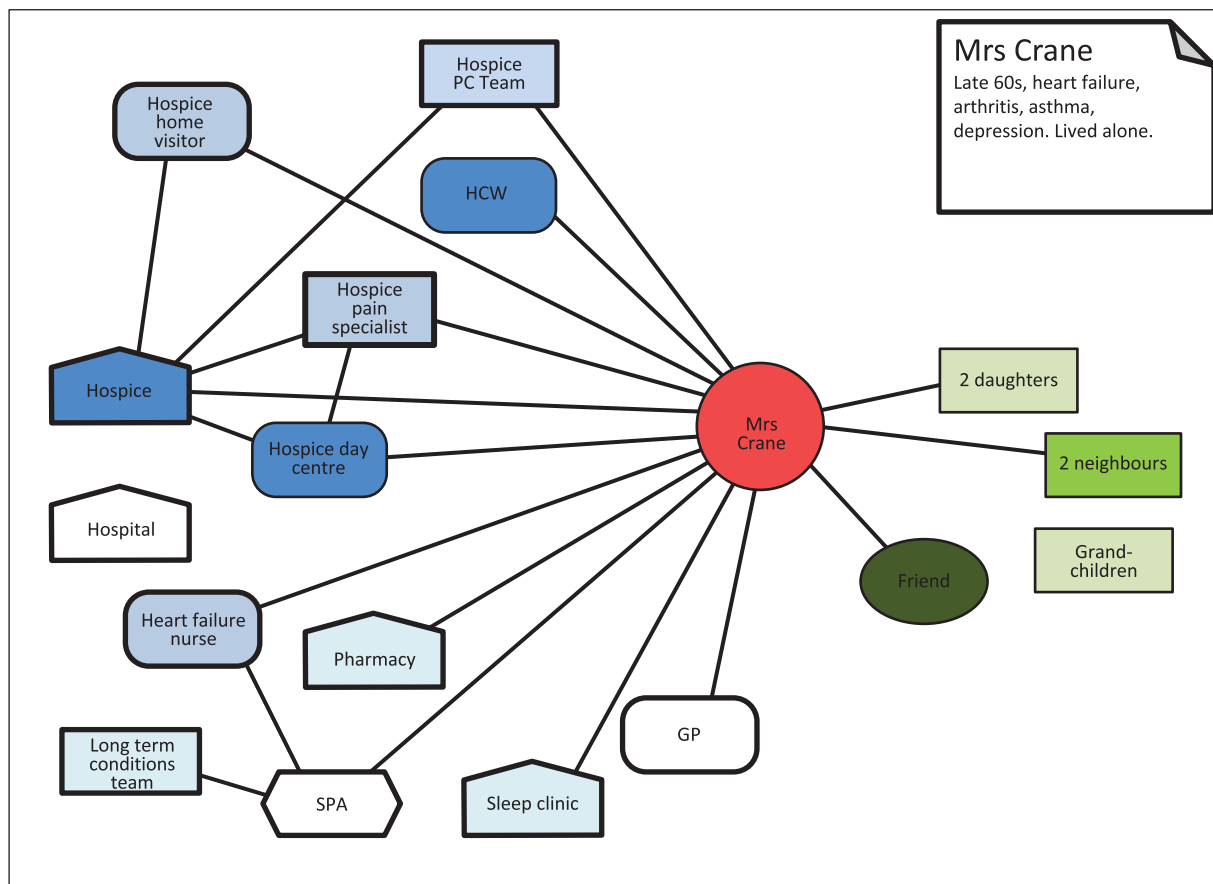 Mrs Crane
Late 60s, heart failure,
arthritis, asthma,
depression. Lived alone.
Hospice
PC Team
Hospice
home
visitor
HCW
Hospice
pain
specialist
Hospice
Hospice day
centre
Mrs
Crane
2 daughters
2 neighbours
Hospital
Grand-
children
Friend
Heart failure
nurse
Pharmacy
GP
Long term
conditions
team
SPA
Sleep clinic